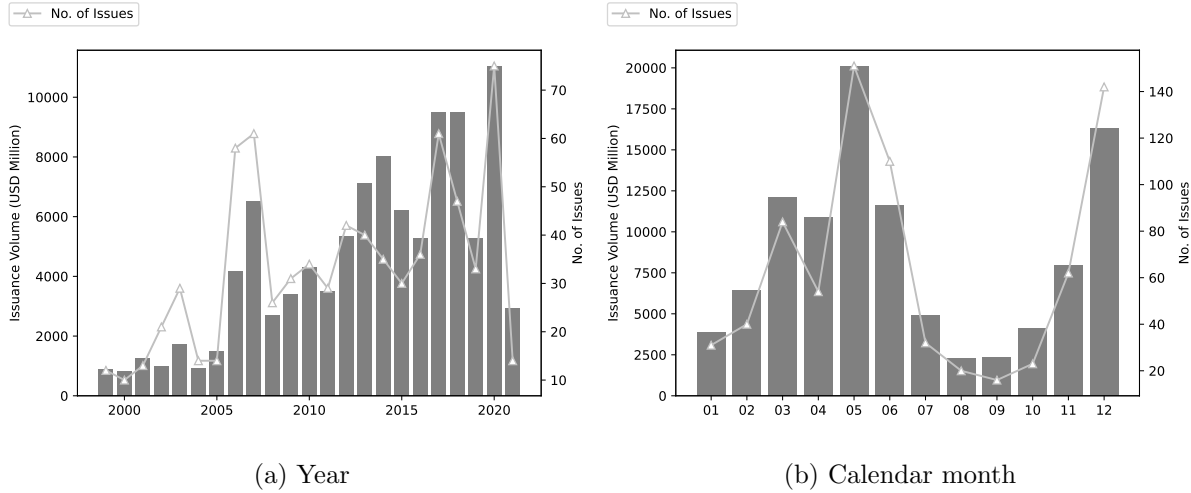 No. of Issues
Issuance Volume (USD Million)
10000
8000
6000
4000
2000
0
2000 2005 2010 2015 2020
70
60
50
40
30
20
10
No. of Issues
(a) Year
No. of Issues
Issuance Volume (USD Million)
20000
17500
15000
12500
10000
7500
5000
2500
0
01 02 03 04 05 06 07 08 09 10 11 12
140
120
100
80
60
40
20
No. of Issues
(b) Calendar month